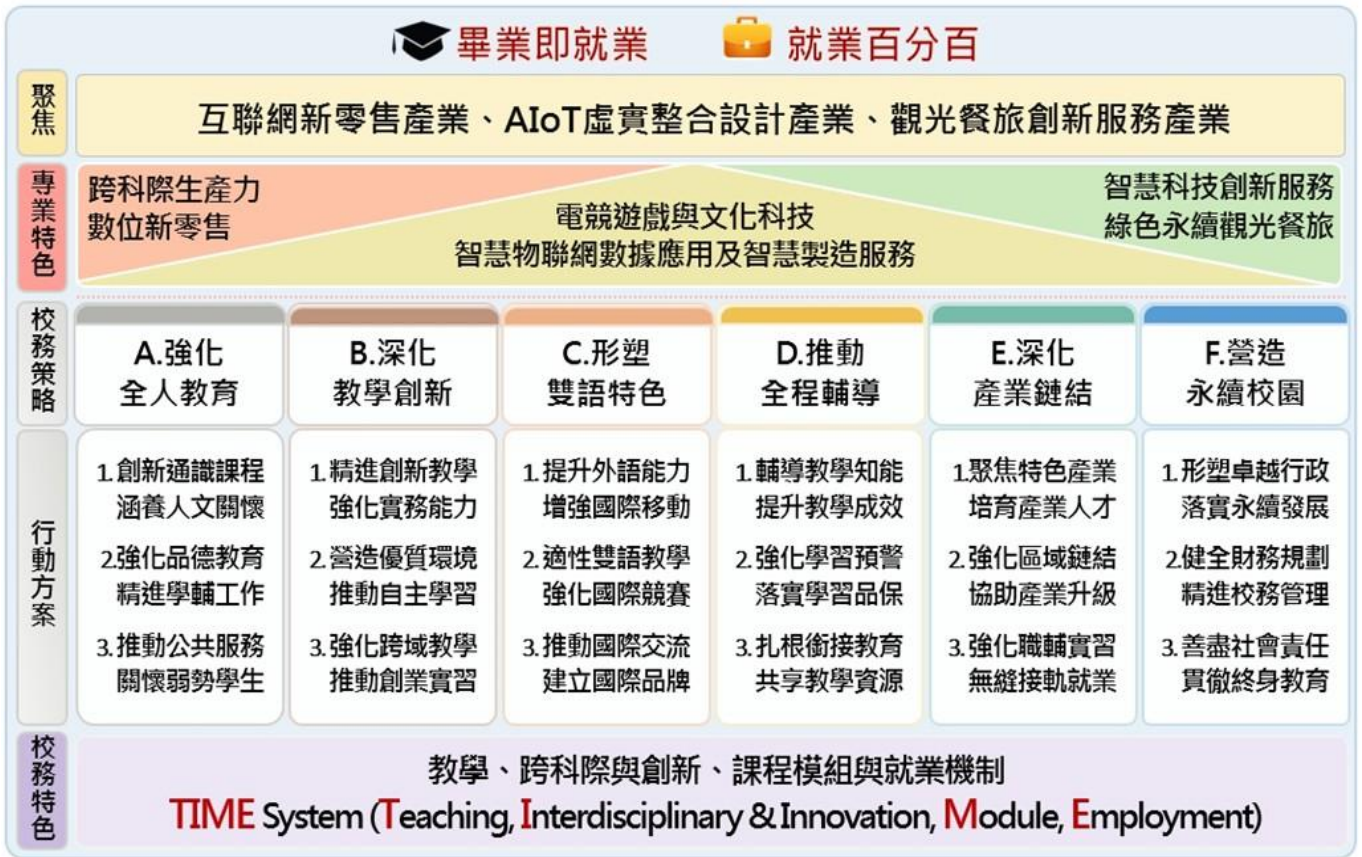 畢業即就業 就業百分百
聚焦
互聯網新零售產業、AIoT虛實整合設計產業、觀光餐旅創新服務產業
專業特色
跨科際生產力
數位新零售
電競遊戲與文化科技
智慧物聯網數據應用及智慧製造服務
智慧科技創新服務
綠色永續觀光餐旅
校務策略
A.強化
全人教育
B.深化
教學創新
C.形塑
雙語特色
D.推動
全程輔導
E.深化
產業鏈結
F.營造
永續校園
行動方案
1.創新通識課程
涵養人文關懷
2.強化品德教育
精進學輔工作
3.推動公共服務
關懷弱勢學生
1.精進創新教學
強化實務能力
2.營造優質環境
推動自主學習
3.強化跨域教學
推動創業實習
1.提升外語能力
增強國際移動
2.適性雙語教學
強化國際競賽
3.推動國際交流
建立國際品牌
1.輔導教學知能
提升教學成效
2.強化學習預警
落實學習品保
3.扎根銜接教育
共享教學資源
1.聚焦特色產業
培育產業人才
2.強化區域鏈結
協助產業升級
3.強化職輔實習
無縫接軌就業
1.形塑卓越行政
落實永續發展
2.健全財務規劃
精進校務管理
3.善盡社會責任
貫徹終身教育
校務特色
教學、跨科際與創新、課程模組與就業機制
TIME System (Teaching, Interdisciplinary & Innovation, Module, Employment)